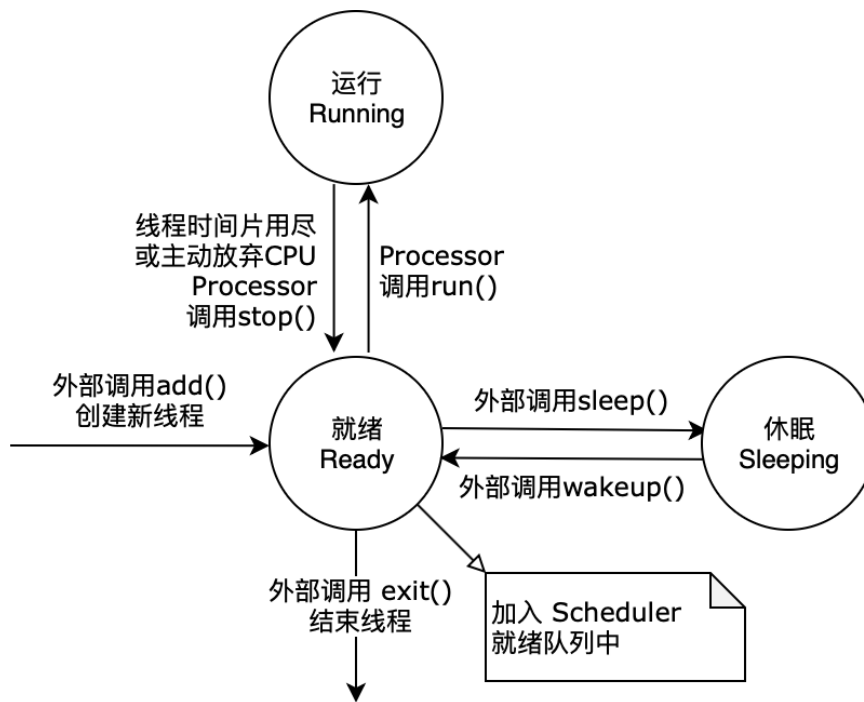 运行
Running
线程时间片用尽
或主动放弃CPU
Processor
调用stop()
Processor
调用run()
外部调用add()
创建新线程
就绪
Ready
外部调用sleep()
外部调用wakeup()
休眠
Sleeping
外部调用 exit()
结束线程
加入 Scheduler
就绪队列中